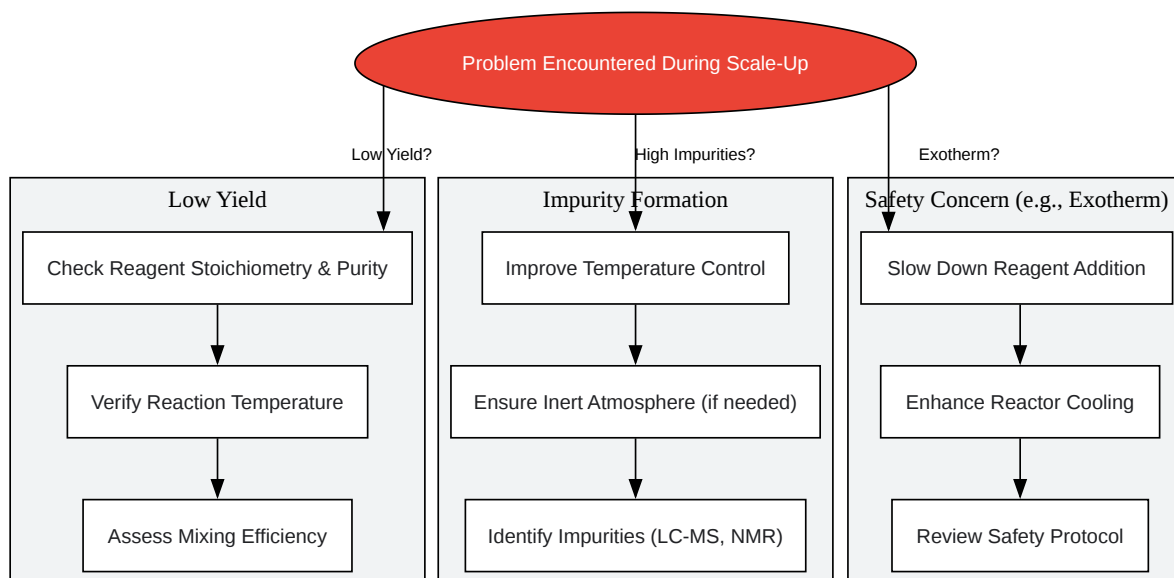 Problem Encountered During Scale-Up
Low Yield?
High Impurities?
Exotherm?
Low Yield
Impurity Formation
Safety Concern (e.g., Exotherm)
Check Reagent Stoichiometry & Purity
Improve Temperature Control
Slow Down Reagent Addition
Verify Reaction Temperature
Ensure Inert Atmosphere (if needed)
Enhance Reactor Cooling
Assess Mixing Efficiency
Identify Impurities (LC-MS, NMR)
Review Safety Protocol